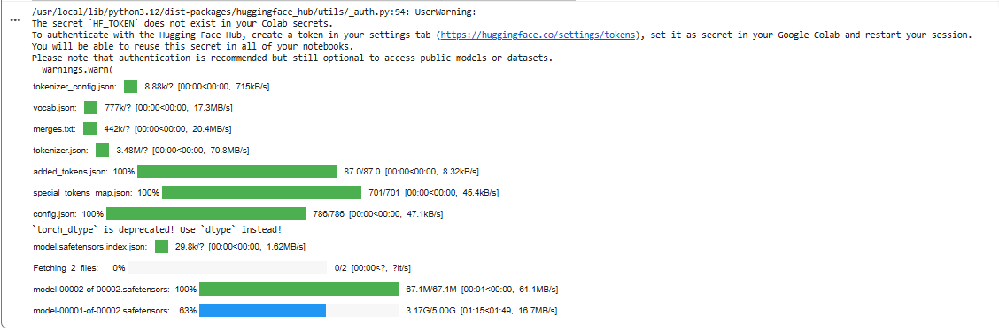 /usr/local/lib/python3.12/dist-packages/huggingface_hub/utils/_auth.py:94: UserWarning:
The secret `HF_TOKEN` does not exist in your Colab secrets.
To authenticate with the Hugging Face Hub, create a token in your settings tab (https://huggingface.co/settings/tokens), set it as secret in your Google Colab and restart your session.
You will be able to reuse this secret in all of your notebooks.
Please note that authentication is recommended but still optional to access public models or datasets.
  warnings.warn(
tokenizer_config.json: 8.88k/? [00:00<00:00, 715kB/s]
vocab.json: 777k/? [00:00<00:00, 17.3MB/s]
merges.txt: 442k/? [00:00<00:00, 20.4MB/s]
tokenizer.json: 3.48M/? [00:00<00:00, 70.8MB/s]
added_tokens.json: 100% 87.0/87.0 [00:00<00:00, 8.32kB/s]
special_tokens_map.json: 100% 701/701 [00:00<00:00, 45.4kB/s]
config.json: 100% 786/786 [00:00<00:00, 47.1kB/s]
`torch_dtype` is deprecated! Use `dtype` instead!
model.safetensors.index.json: 29.8k/? [00:00<00:00, 1.62MB/s]
Fetching 2 files: 0% 0/2 [00:00<?, ?it/s]
model-00002-of-00002.safetensors: 100% 67.1M/67.1M [00:01<00:00, 61.1MB/s]
model-00001-of-00002.safetensors: 63% 3.17G/5.00G [01:15<01:49, 16.7MB/s]